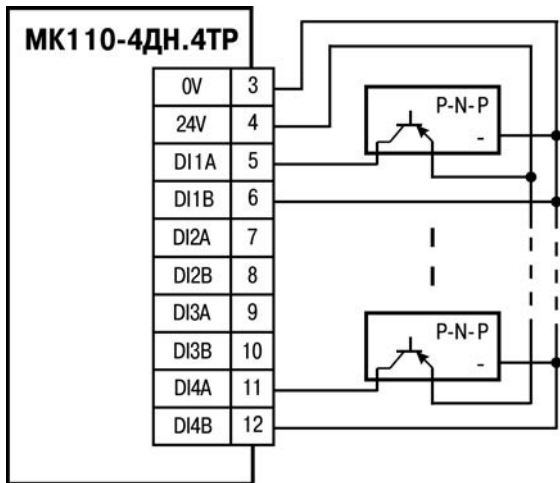 МК110-4ДН.4ТР
0V 3
24V 4
DI1A 5
DI1B 6
DI2A 7
DI2B 8
DI3A 9
DI3B 10
DI4A 11
DI4B 12
P-N-P
-
P-N-P
-